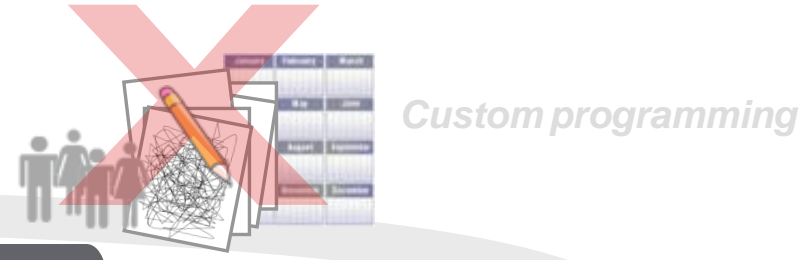 January February March
May June
August September
November December
Custom programming